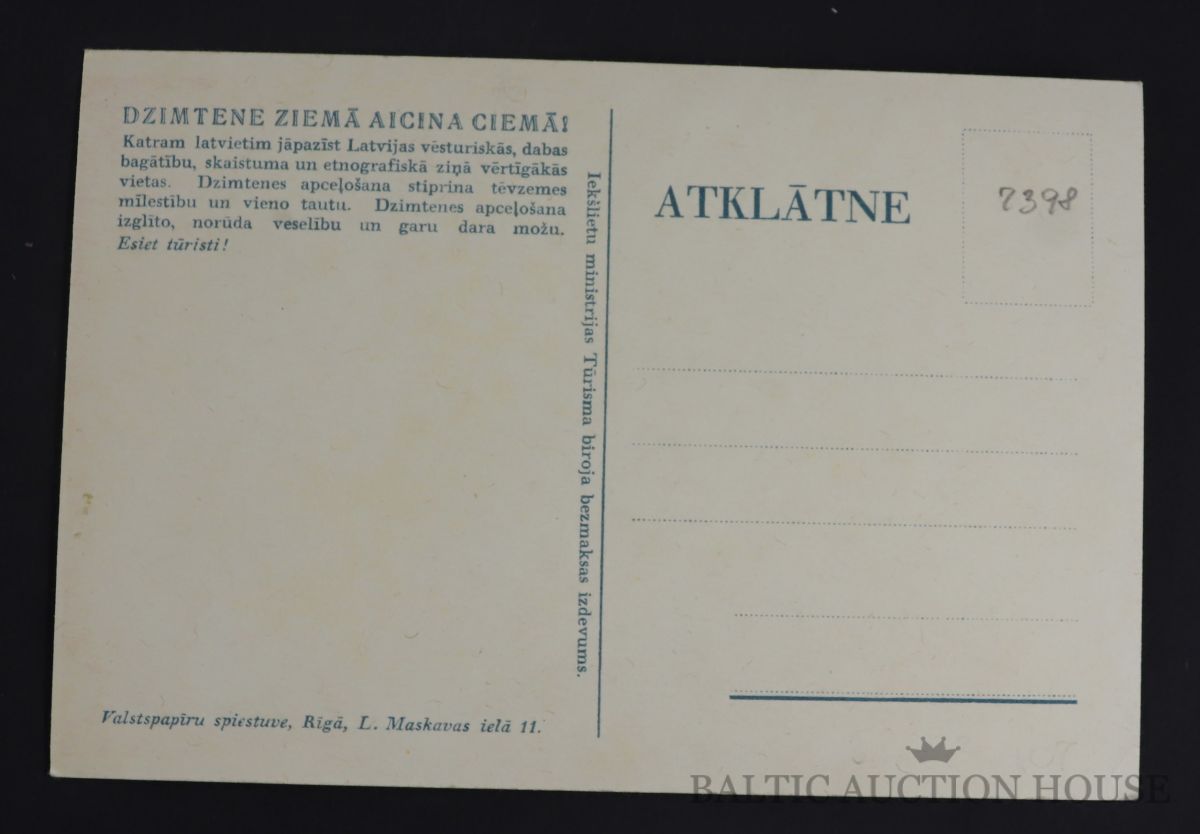 DZIMTENE ZIEMĀ AICINA CIEMĀ!
Katram latvietim jāpazīst Latvijas vēsturiskās, dabas
bagātību, skaistuma un etnografiskā ziņā vērtīgākās
vietas. Dzimtenes apceļošana stiprina tēvzemes
mīlestību un vieno tautu. Dzimtenes apceļošana
izglīto, norūda veselību un garu dara možu.
Esiet tūristi!
Valstspapīru spiestuve, Rīgā, L. Maskavas ielā 11.
Iekšlietu ministrijas Tūrisma biroja bezmaksas izdevums.
ATKLĀTNE
7398
BALTIC AUCTION HOUSE